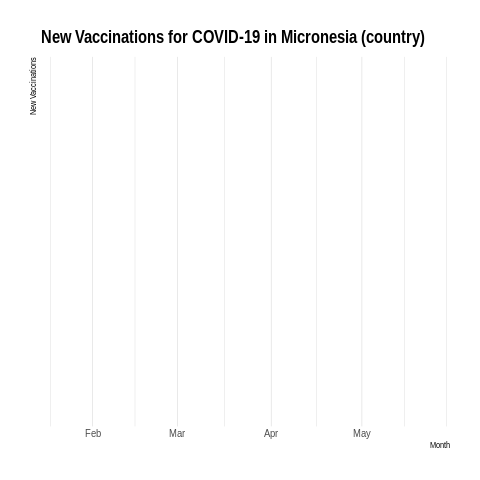 New Vaccinations for COVID-19 in Micronesia (country)
New Vaccinations
Feb Mar Apr May
Month